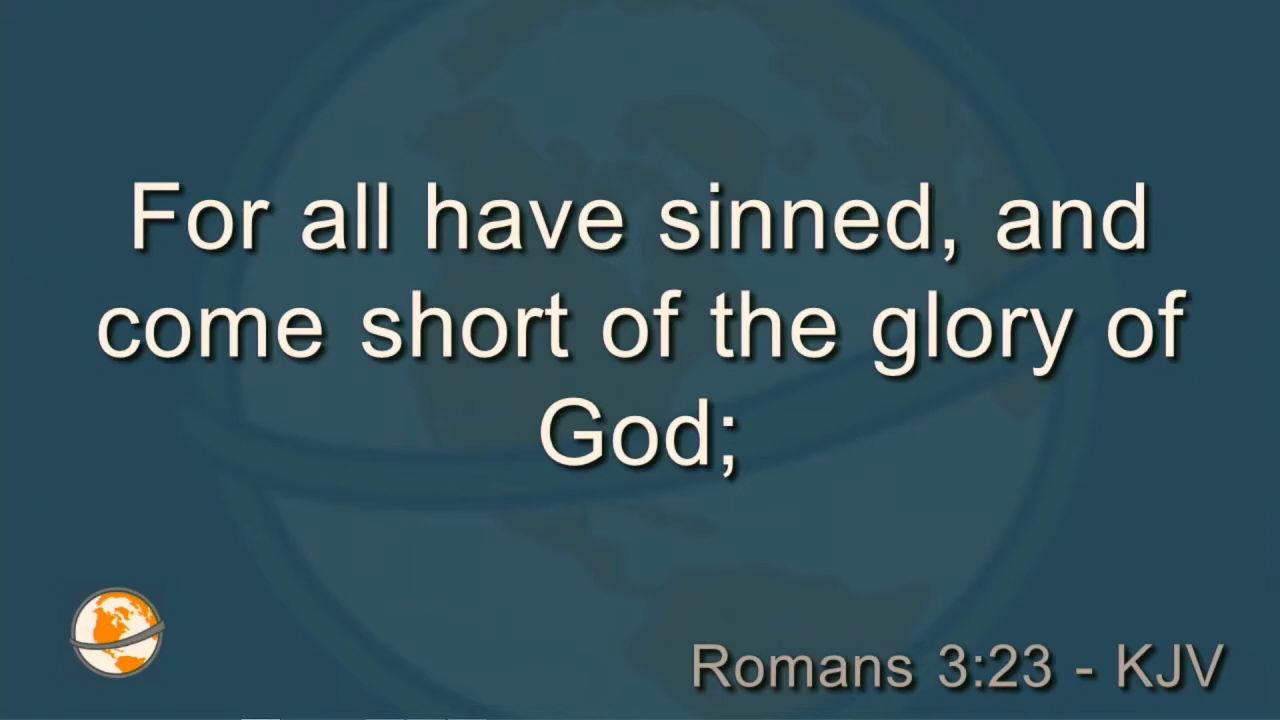 For all have sinned, and
come short of the glory of
God;
Romans 3:23 - KJV